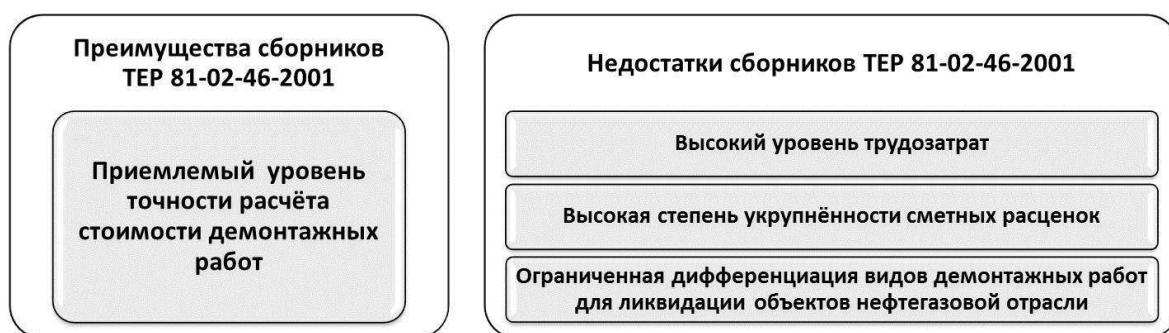 Преимущества сборников
ТЕР 81-02-46-2001
Приемлемый уровень
точности расчёта
стоимости демонтажных
работ
Недостатки сборников ТЕР 81-02-46-2001
Высокий уровень трудозатрат
Высокая степень укрупнённости сметных расценок
Ограниченная дифференциация видов демонтажных работ
для ликвидации объектов нефтегазовой отрасли